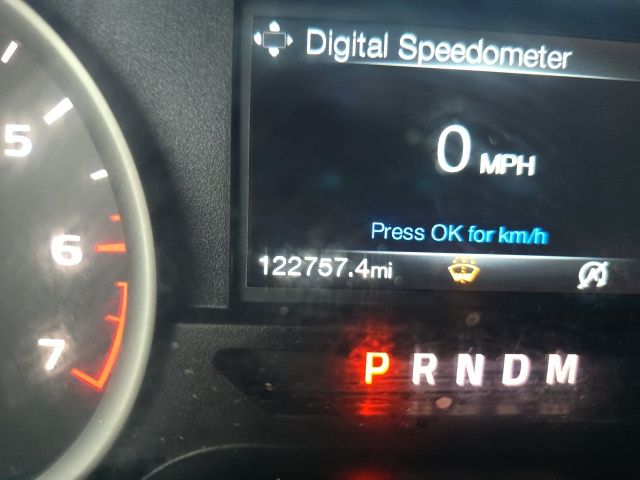 Digital Speedometer
0 MPH
Press OK for km/h
122757.4mi
P R N D M
5
6
7